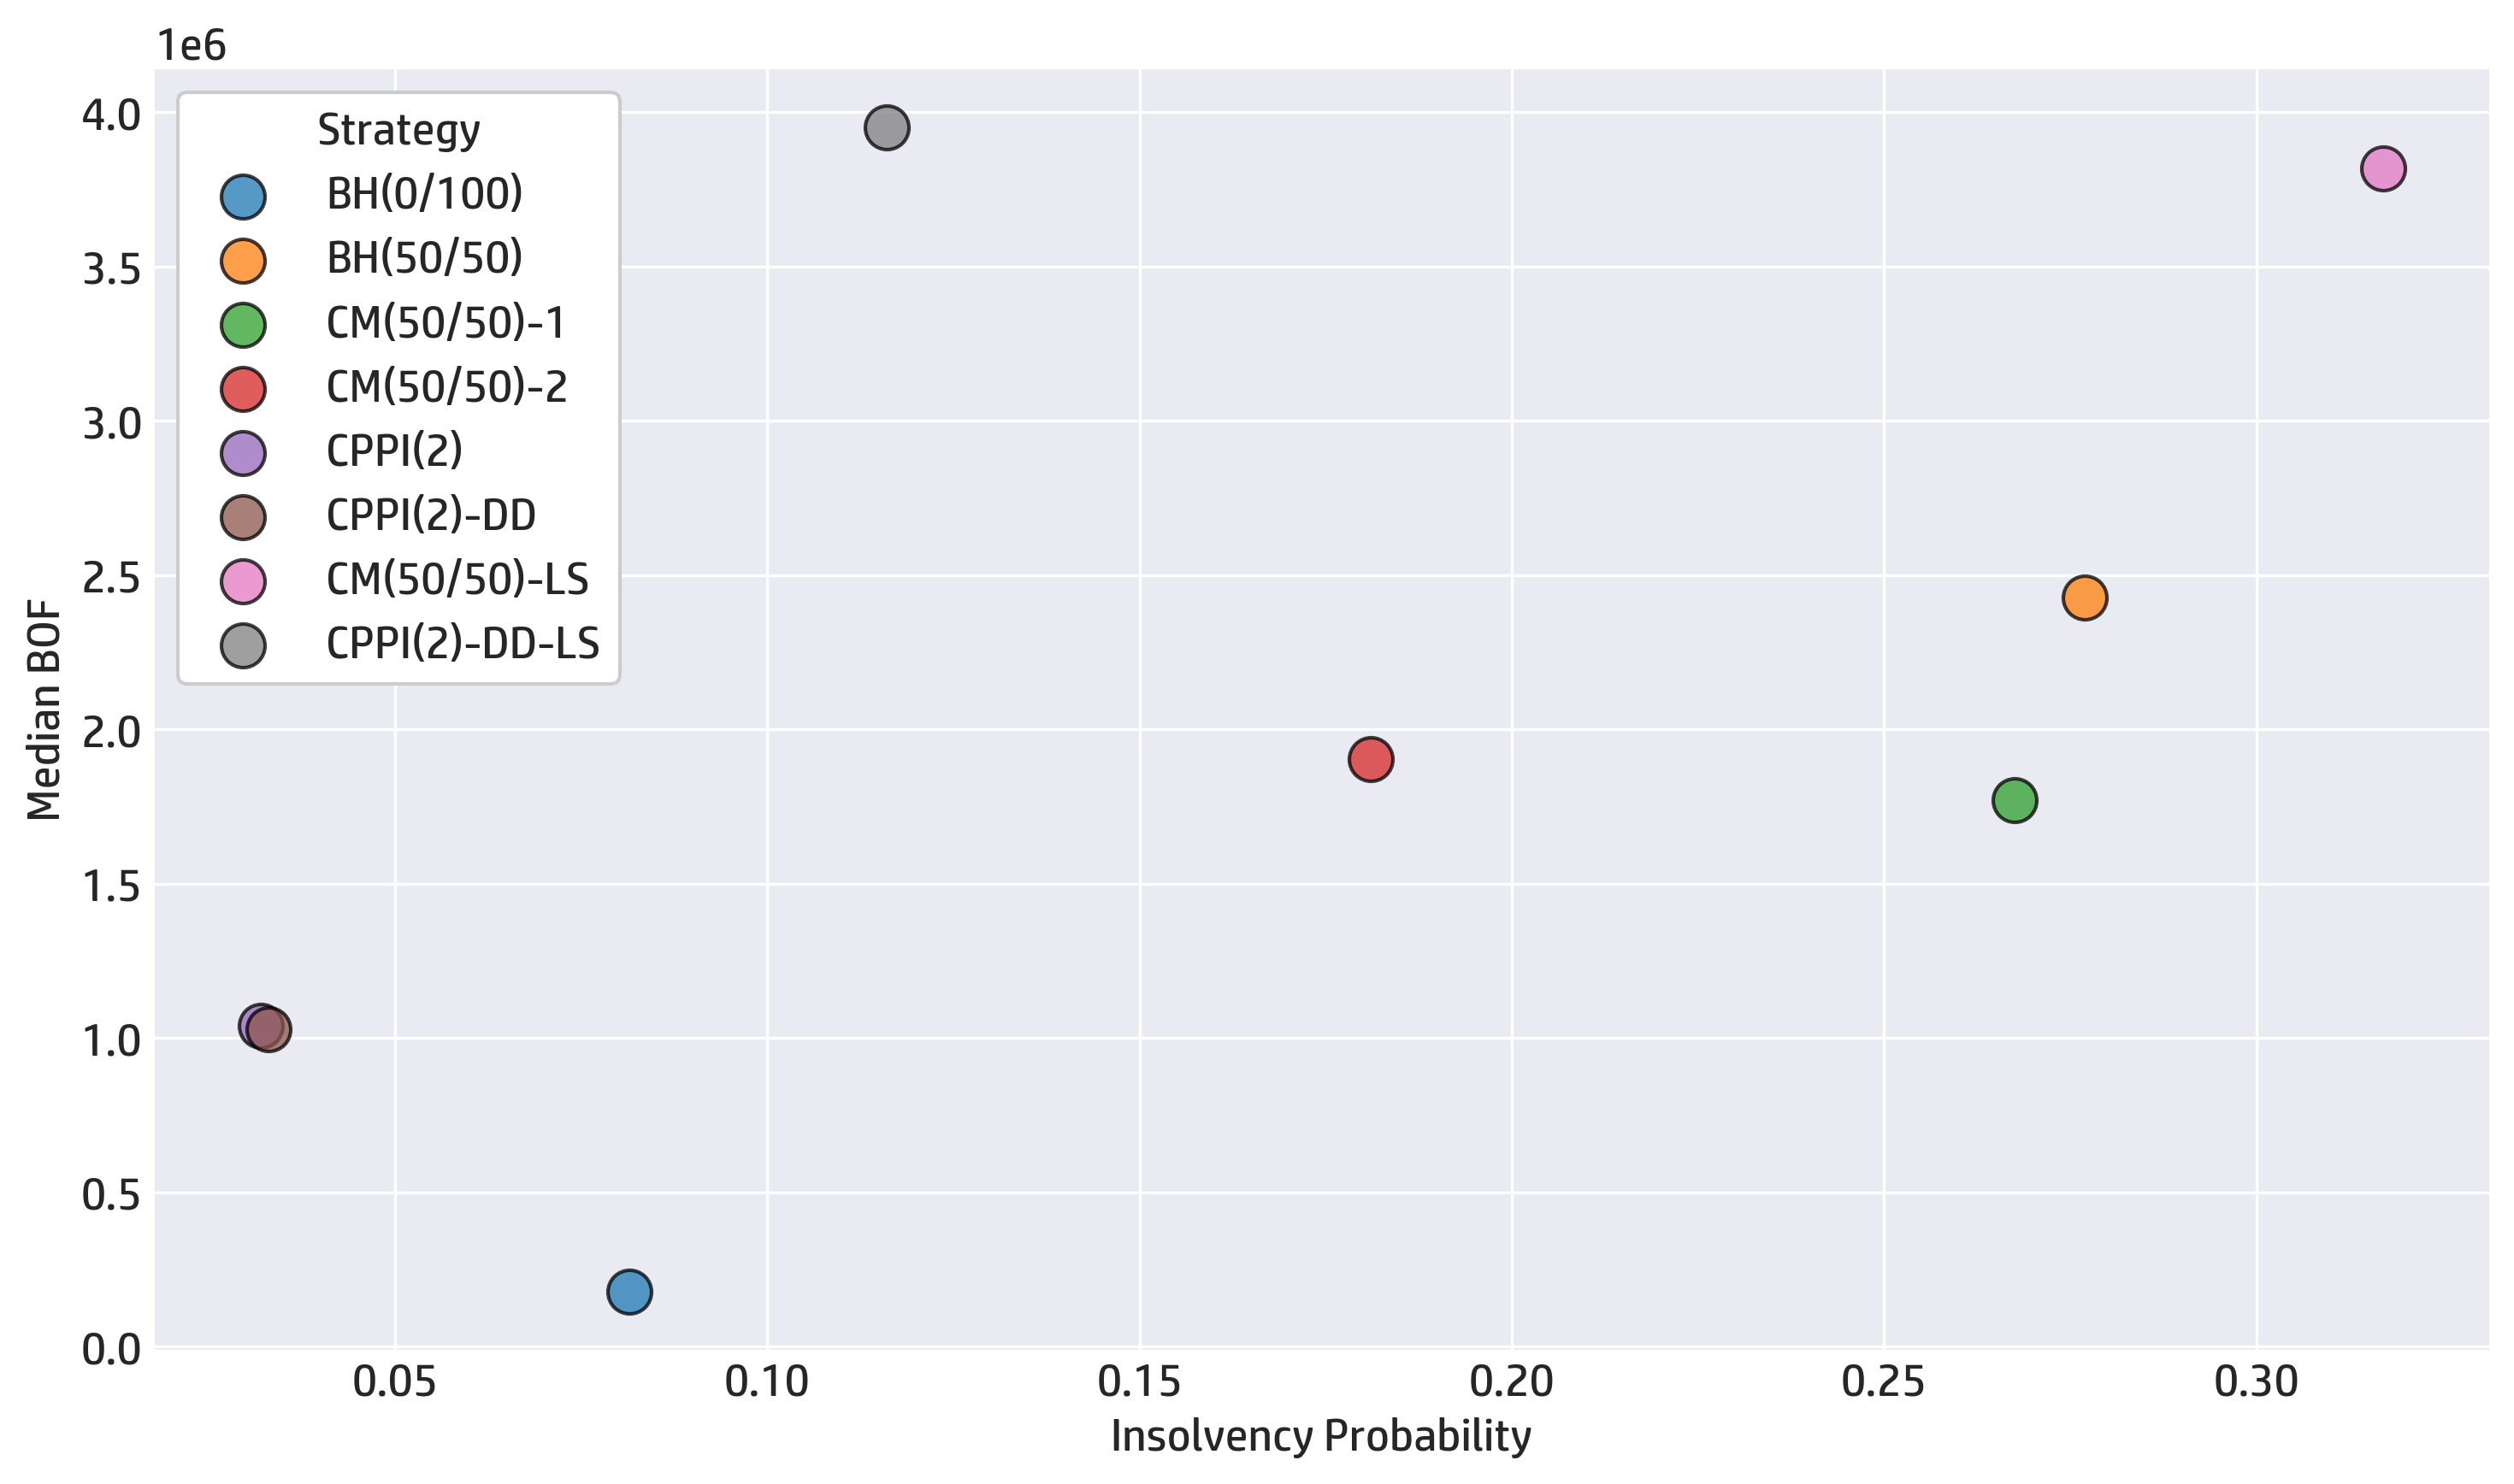 1e6
4.0
3.5
3.0
2.5
2.0
1.5
1.0
0.5
0.0
Median BOF
Strategy
BH(0/100)
BH(50/50)
CM(50/50)-1
CM(50/50)-2
CPPI(2)
CPPI(2)-DD
CM(50/50)-LS
CPPI(2)-DD-LS
0.05 0.10 0.15 0.20 0.25 0.30
Insolvency Probability